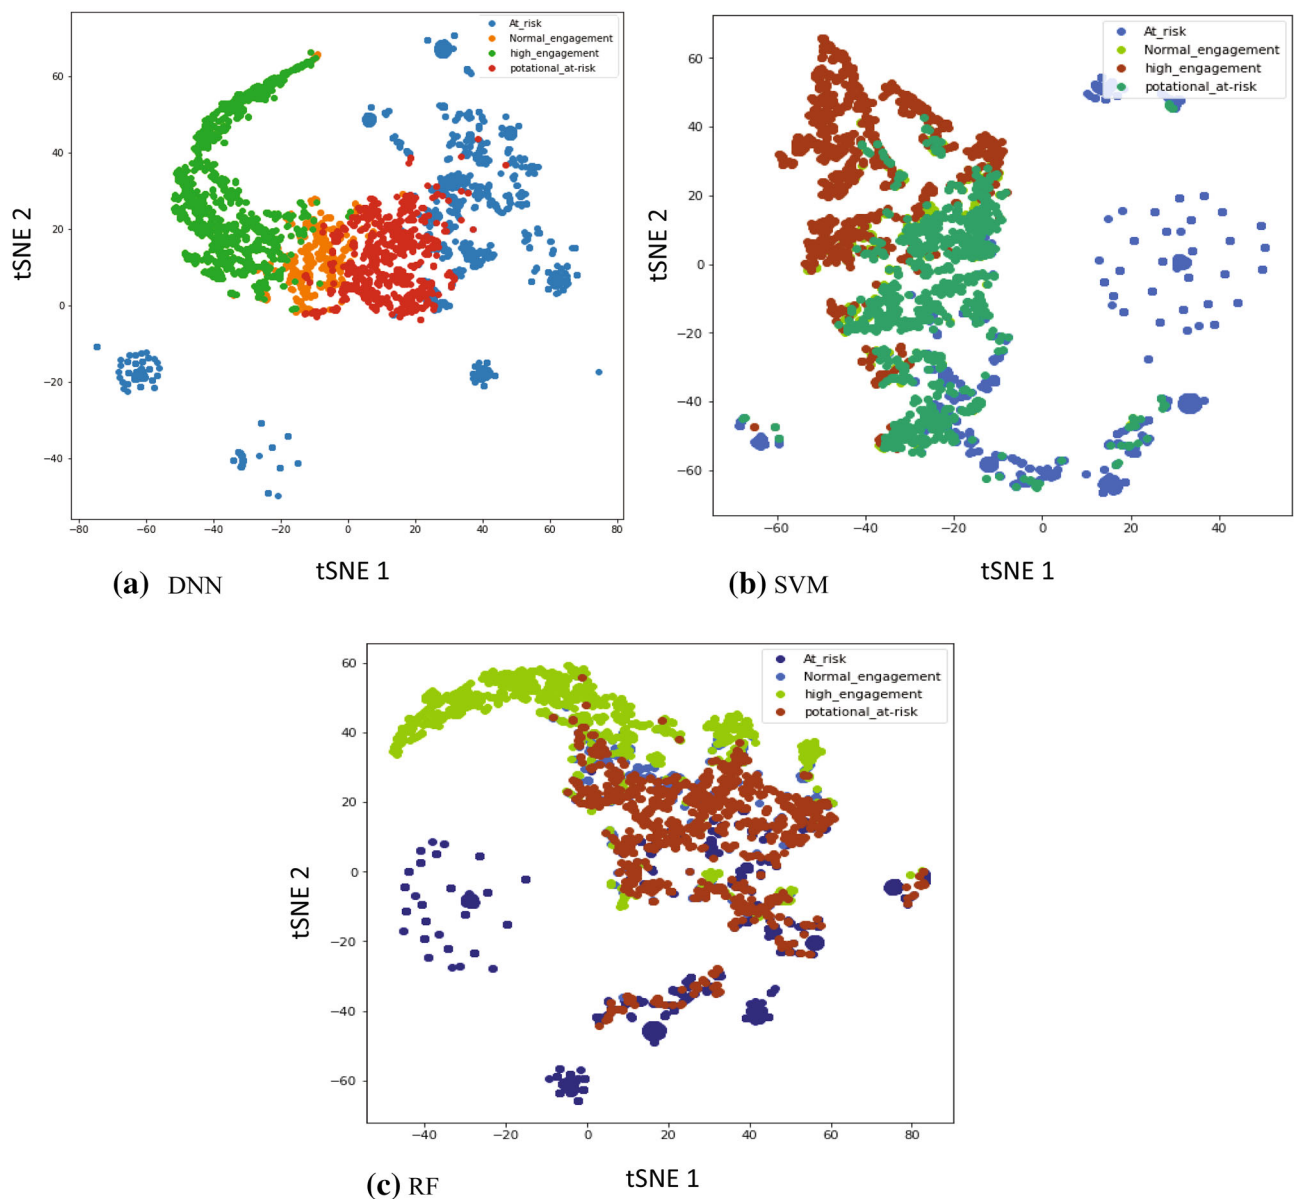 At_risk
Normal_engagement
high_engagement
potational_at-risk
60
40
20
0
−20
−40
tSNE 2
−80 −60 −40 −20 0 20 40 60 80
tSNE 1
(a) DNN
At_risk
Normal_engagement
high_engagement
potational_at-risk
60
40
20
0
−20
−40
−60
tSNE 2
−60 −40 −20 0 20 40
tSNE 1
(b) SVM
At_risk
Normal_engagement
high_engagement
potational_at-risk
60
40
20
0
−20
−40
−60
tSNE 2
−40 −20 0 20 40 60 80
tSNE 1
(c) RF